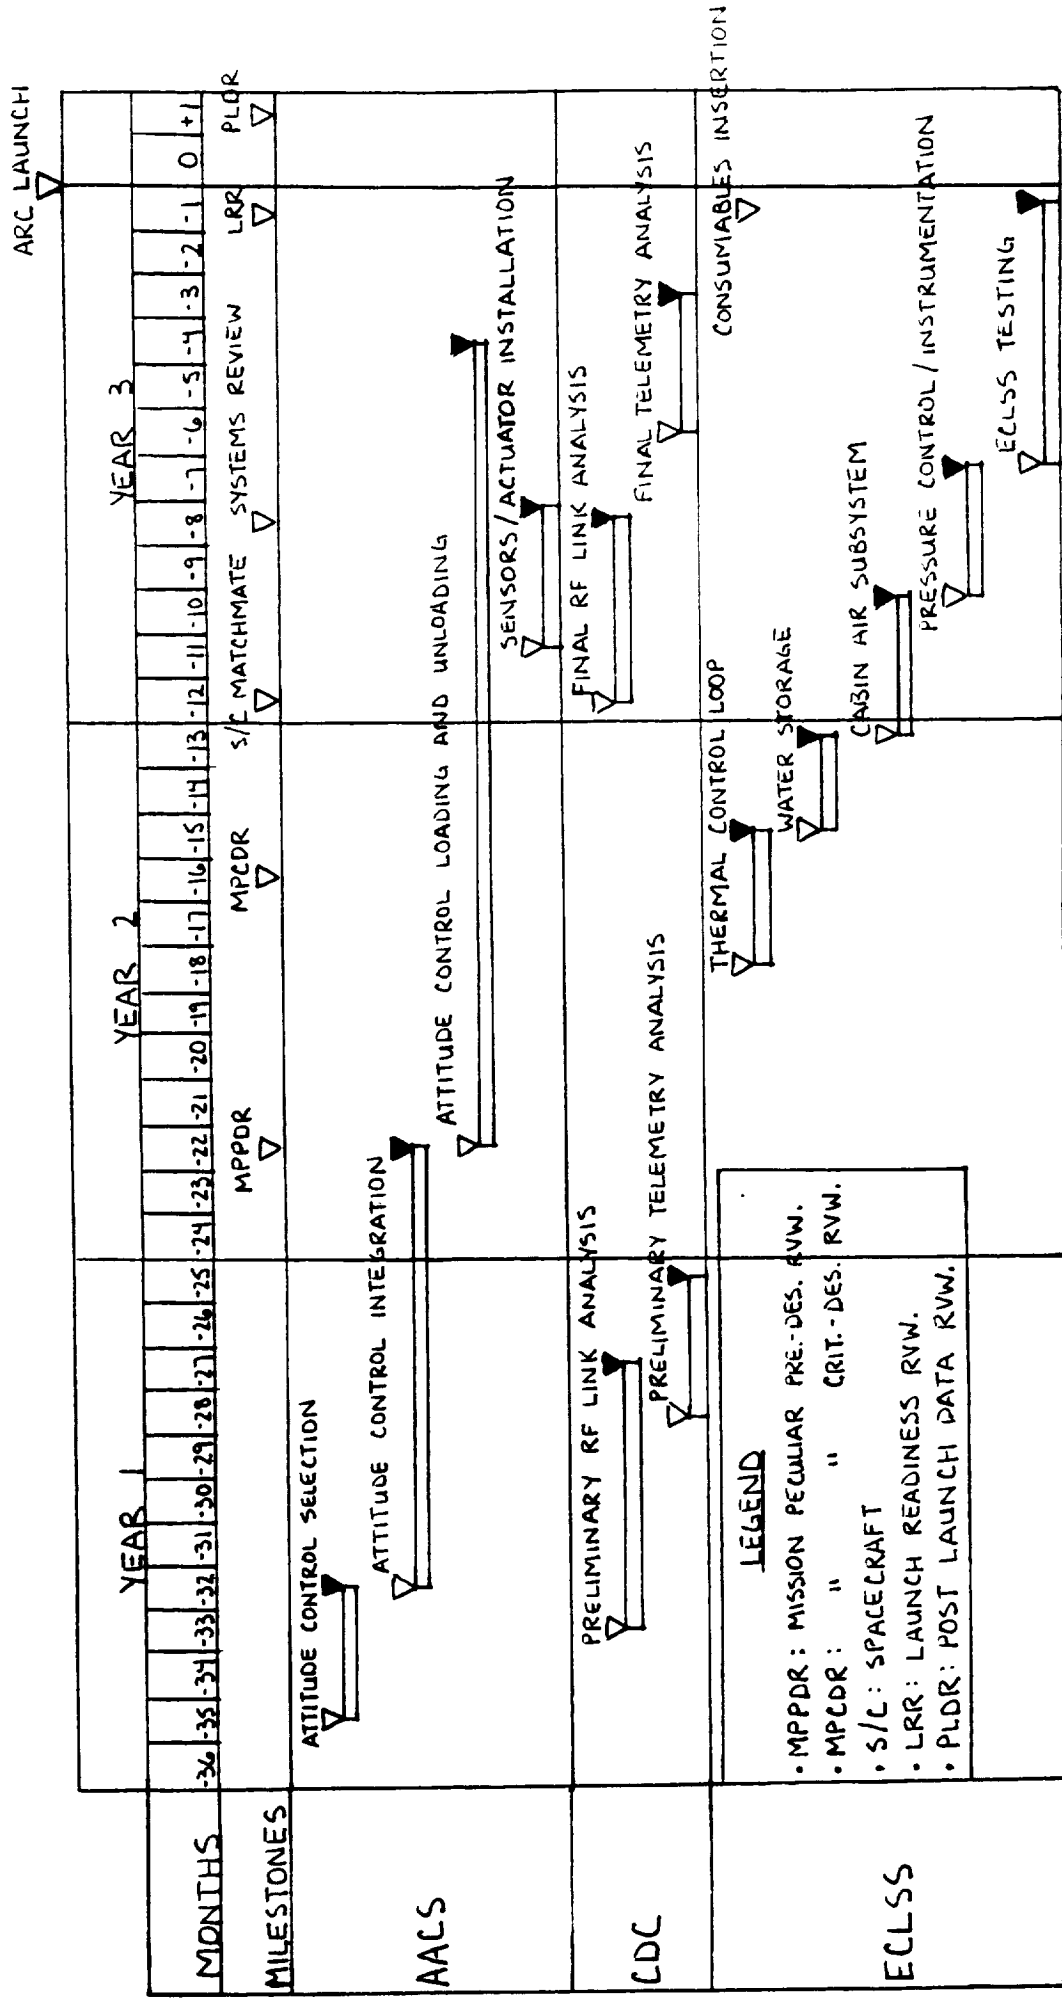 ARC LAUNCH
YEAR 1
YEAR 2
YEAR 3
MONTHS
-36 -35 -34 -33 -32 -31 -30 -29 -28 -27 -26 -25 -24 -23 -22 -21 -20 -19 -18 -17 -16 -15 -14 -13 -12 -11 -10 -9 -8 -7 -6 -5 -4 -3 -2 -1 0 +1
MILESTONES
MPPDR
MPCDR
S/C MATCHMATE
SYSTEMS REVIEW
LRR
PLDR
AACS
ATTITUDE CONTROL SELECTION
ATTITUDE CONTROL INTEGRATION
ATTITUDE CONTROL LOADING AND UNLOADING
SENSORS/ACTUATOR INSTALLATION
CDC
PRELIMINARY RF LINK ANALYSIS
FINAL RF LINK ANALYSIS
PRELIMINARY TELEMETRY ANALYSIS
FINAL TELEMETRY ANALYSIS
ECLSS
THERMAL CONTROL LOOP
CONSUMABLES INSERTION
WATER STORAGE
CABIN AIR SUBSYSTEM
PRESSURE CONTROL/INSTRUMENTATION
ECLSS TESTING
LEGEND
• MPPDR: MISSION PECULIAR PRE.-DES. RVW.
• MPCDR: " " CRIT.-DES. RVW.
• S/C: SPACECRAFT
• LRR: LAUNCH READINESS RVW.
• PLDR: POST LAUNCH DATA RVW.